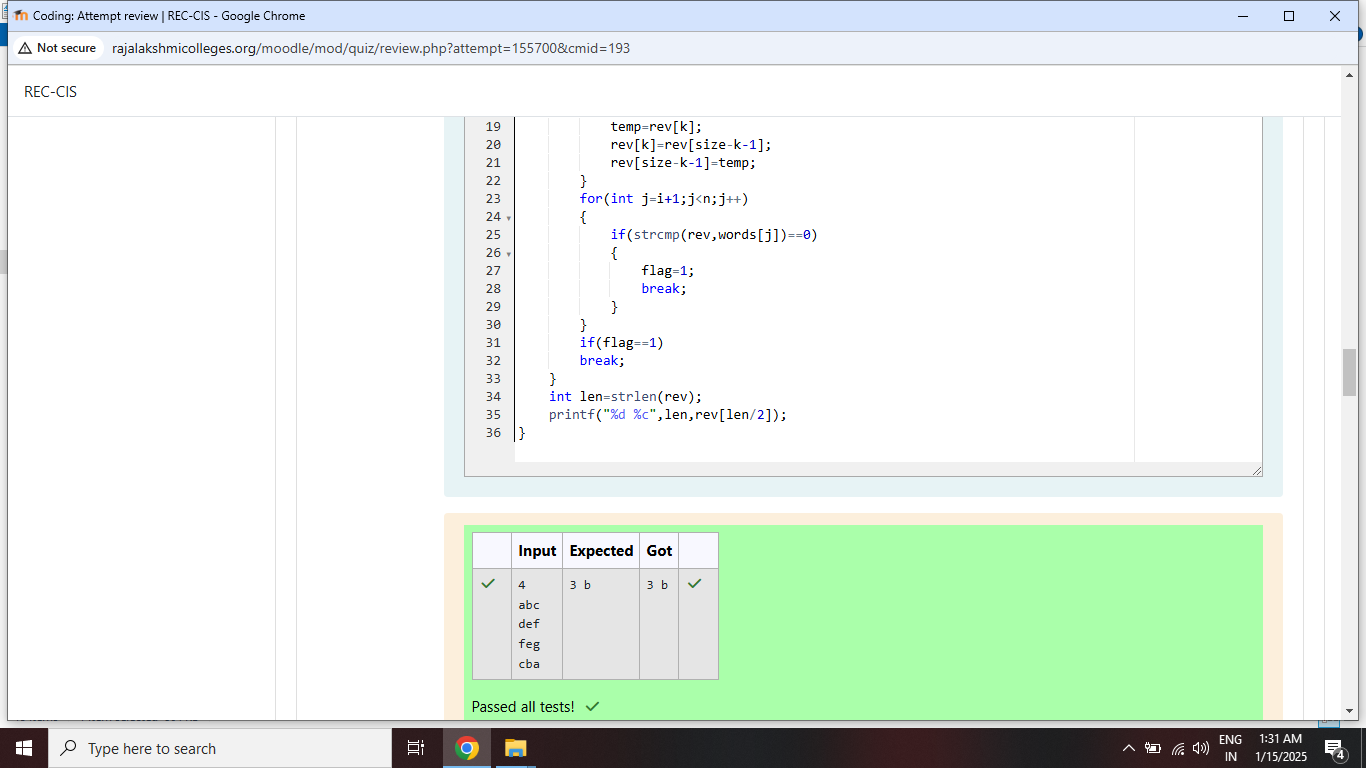 Coding: Attempt review | REC-CIS - Google Chrome
Not secure rajalakshmicolleges.org/moodle/mod/quiz/review.php?attempt=155700&cmid=193
REC-CIS
19 temp=rev[k];
20 rev[k]=rev[size-k-1];
21 rev[size-k-1]=temp;
22 }
23 for(int j=i+1;j<n;j++)
24 {
25 if(strcmp(rev,words[j])==0)
26 {
27 flag=1;
28 break;
29 }
30 }
31 if(flag==1)
32 break;
33 }
34 int len=strlen(rev);
35 printf("%d %c",len,rev[len/2]);
36 }
Input Expected Got
4 3 b 3 b
abc
def
feg
cba
Passed all tests!
Type here to search
ENG 1:31 AM
IN 1/15/2025 4